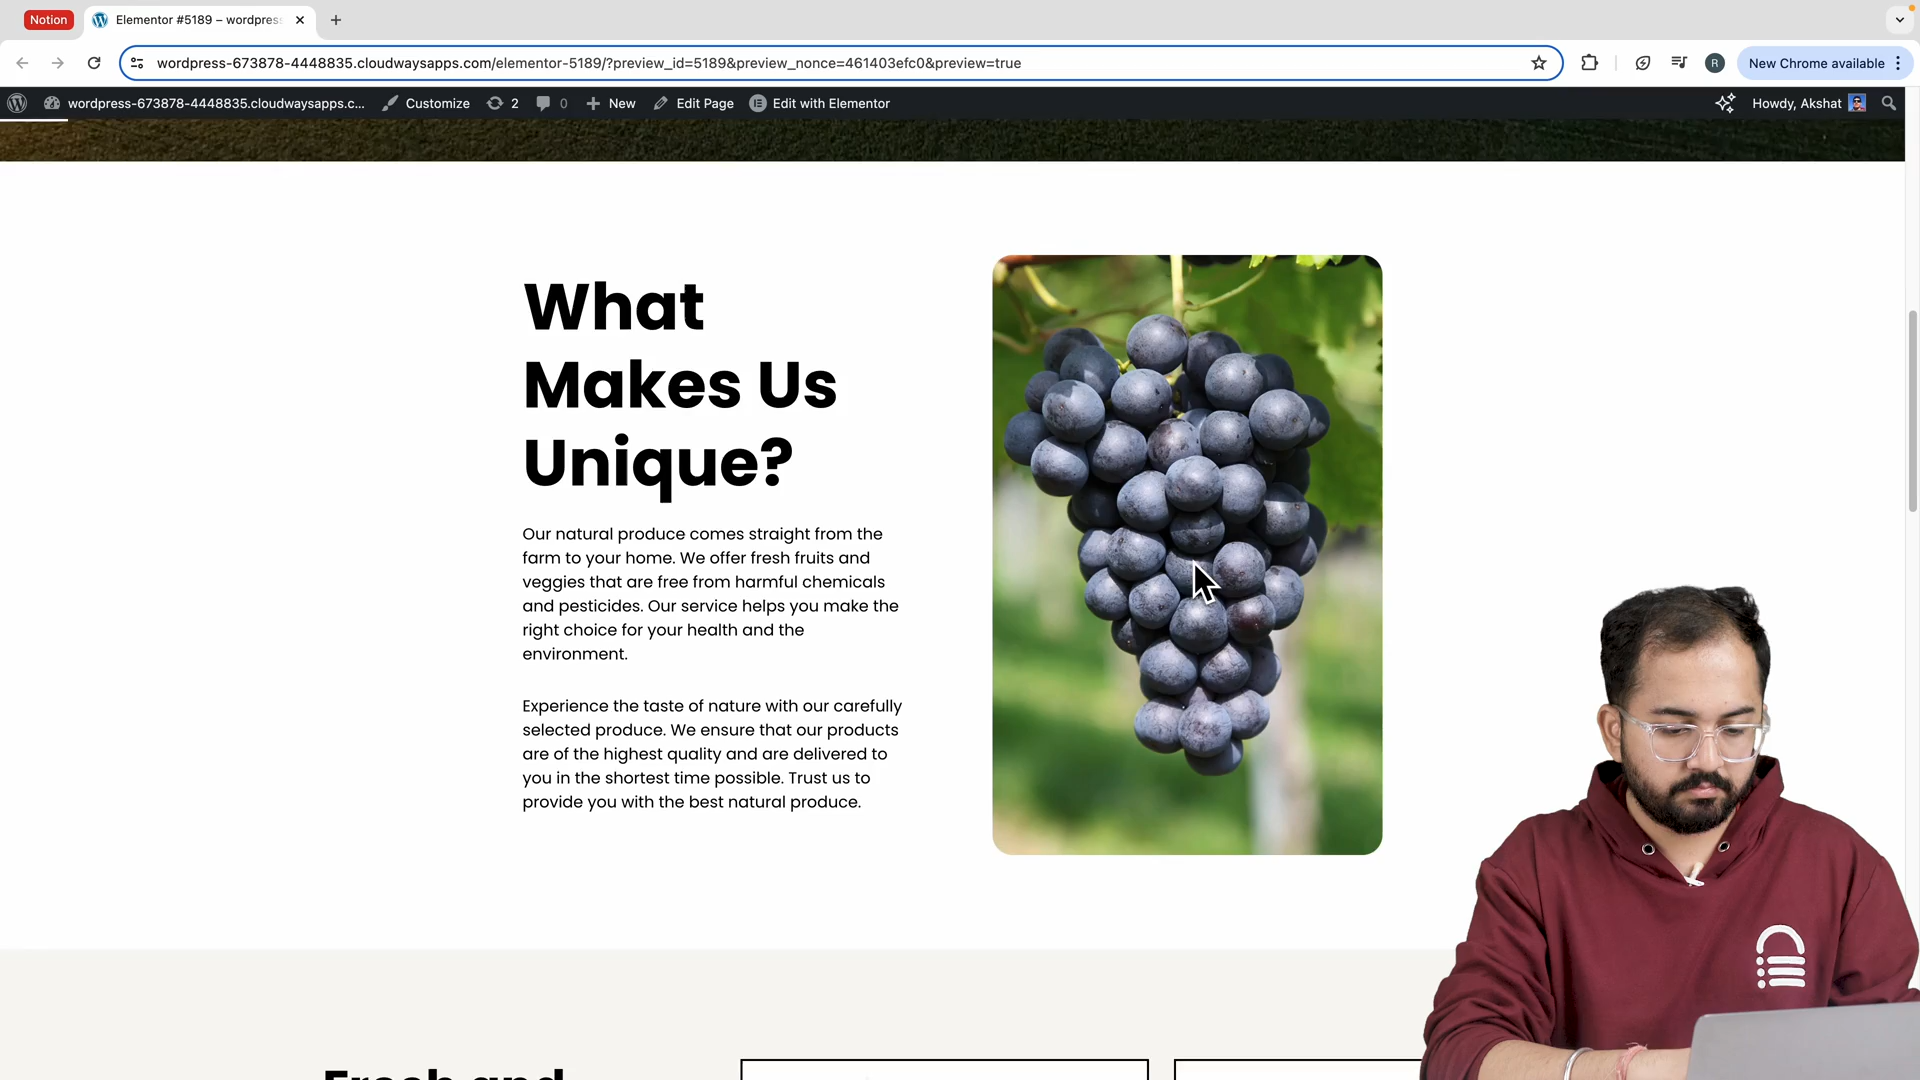 Notion
Elementor #5189 – wordpress
wordpress-673878-4448835.cloudwaysapps.com/elementor-5189/?preview_id=5189&preview_nonce=461403efc0&preview=true
R
New Chrome available
wordpress-673878-4448835.cloudwaysapps.c... Customize 2 0 New Edit Page Edit with Elementor
Howdy, Akshat
What
Makes Us
Unique?
Our natural produce comes straight from the
farm to your home. We offer fresh fruits and
veggies that are free from harmful chemicals
and pesticides. Our service helps you make the
right choice for your health and the
environment.
Experience the taste of nature with our carefully
selected produce. We ensure that our products
are of the highest quality and are delivered to
you in the shortest time possible. Trust us to
provide you with the best natural produce.
Fresh and